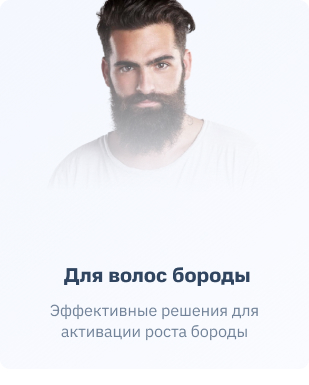 Для волос бороды
Эффективные решения для
активации роста бороды